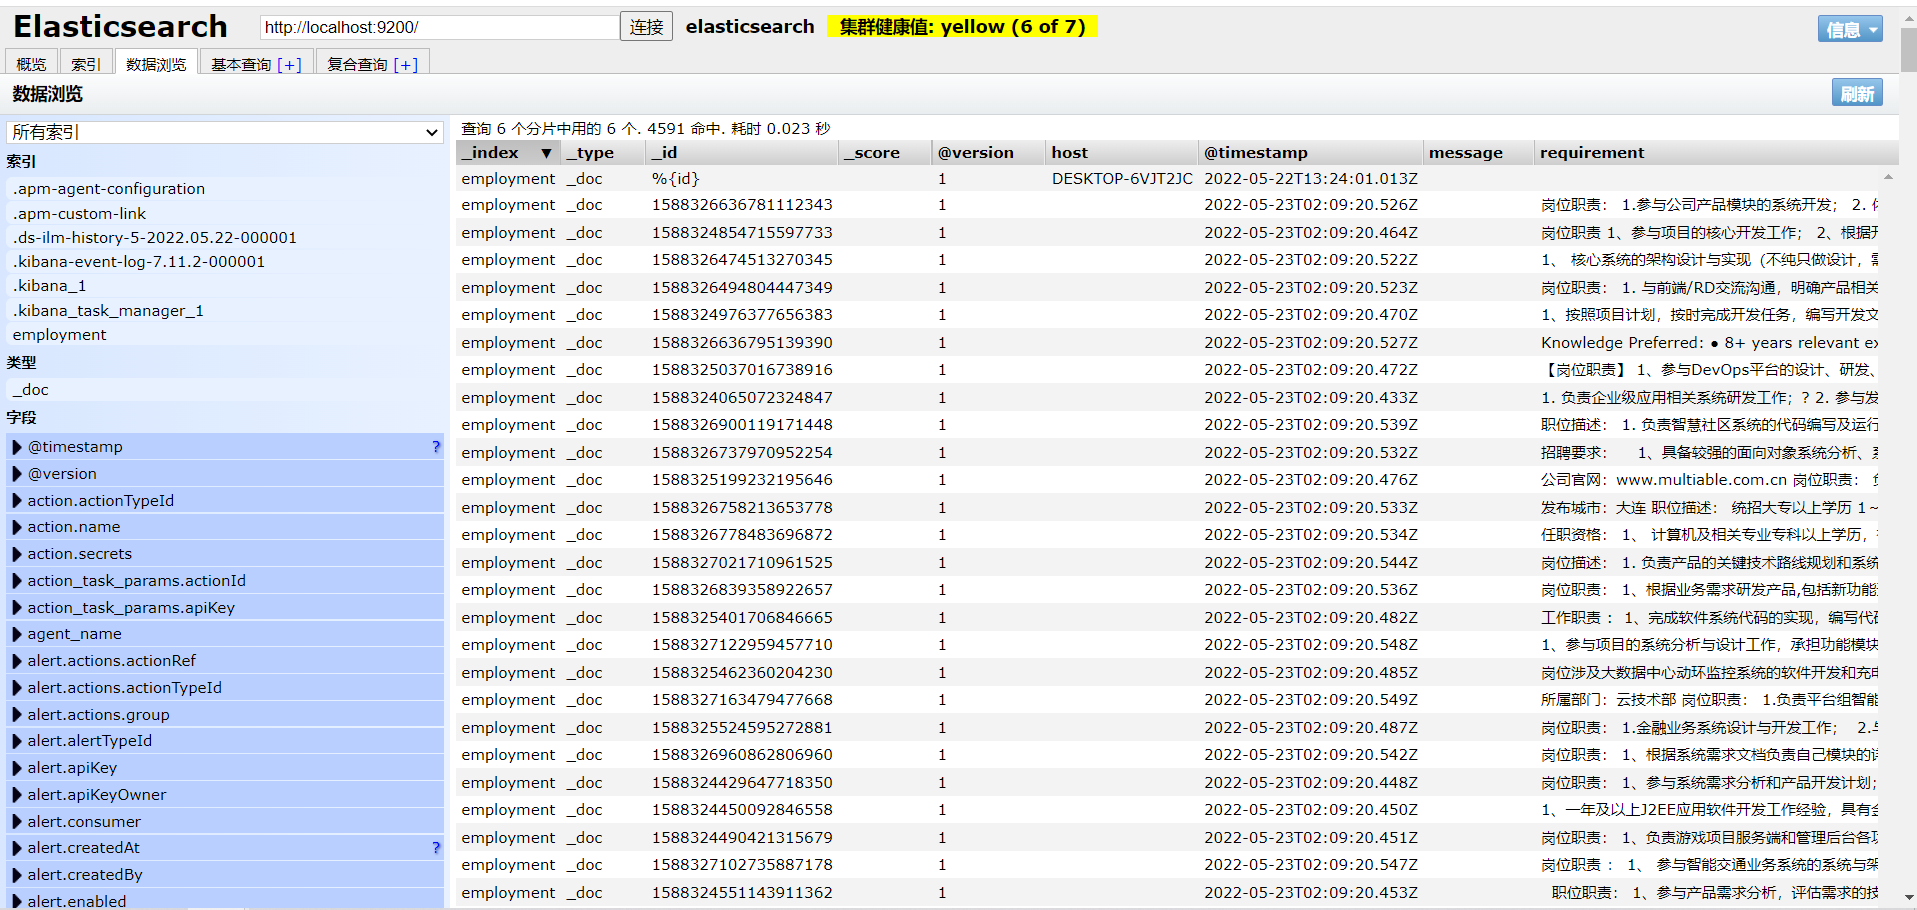 Elasticsearch http://localhost:9200/ 连接 elasticsearch 集群健康值: yellow (6 of 7) 信息
概览 索引 数据浏览 基本查询 [+] 复合查询 [+]
数据浏览 刷新
所有索引
索引
.apm-agent-configuration
.apm-custom-link
.ds-ilm-history-5-2022.05.22-000001
.kibana-event-log-7.11.2-000001
.kibana_1
.kibana_task_manager_1
employment
类型
_doc
字段
@timestamp ?
@version
action.actionTypeId
action.name
action.secrets
action_task_params.actionId
action_task_params.apiKey
agent_name
alert.actions.actionRef
alert.actions.actionTypeId
alert.actions.group
alert.alertTypeId
alert.apiKey
alert.apiKeyOwner
alert.consumer
alert.createdAt ?
alert.createdBy
alert.enabled
查询 6 个分片中用的 6 个. 4591 命中. 耗时 0.023 秒
_index ▼ _type _id _score @version host @timestamp message requirement
employment _doc %{id} 1 DESKTOP-6VJT2JC 2022-05-22T13:24:01.013Z
employment _doc 1588326636781112343 1 2022-05-23T02:09:20.526Z 岗位职责： 1.参与公司产品模块的系统开发； 2.
employment _doc 1588324854715597733 1 2022-05-23T02:09:20.464Z 岗位职责 1、参与项目的核心开发工作； 2、根据开
employment _doc 1588326474513270345 1 2022-05-23T02:09:20.522Z 1、 核心系统的架构设计与实现（不纯只做设计，需
employment _doc 1588326494804447349 1 2022-05-23T02:09:20.523Z 岗位职责： 1. 与前端/RD交流沟通，明确产品相关
employment _doc 1588324976377656383 1 2022-05-23T02:09:20.470Z 1、按照项目计划，按时完成开发任务，编写开发文
employment _doc 1588326636795139390 1 2022-05-23T02:09:20.527Z Knowledge Preferred: ● 8+ years relevant ex
employment _doc 1588325037016738916 1 2022-05-23T02:09:20.472Z 【岗位职责】 1、参与DevOps平台的设计、研发、
employment _doc 1588324065072324847 1 2022-05-23T02:09:20.433Z 1. 负责企业级应用相关系统研发工作；? 2. 参与发
employment _doc 1588326900119171448 1 2022-05-23T02:09:20.539Z 职位描述： 1. 负责智慧社区系统的代码编写及运行
employment _doc 1588326737970952254 1 2022-05-23T02:09:20.532Z 招聘要求： 1、具备较强的面向对象系统分析、系
employment _doc 1588325199232195646 1 2022-05-23T02:09:20.476Z 公司官网：www.multiable.com.cn 岗位职责： 负
employment _doc 1588326758213653778 1 2022-05-23T02:09:20.533Z 发布城市：大连 职位描述： 统招大专以上学历 1～
employment _doc 1588326778483696872 1 2022-05-23T02:09:20.534Z 任职资格： 1、 计算机及相关专业专科以上学历，
employment _doc 1588327021710961525 1 2022-05-23T02:09:20.544Z 岗位描述： 1. 负责产品的关键技术路线规划和系统
employment _doc 1588326839358922657 1 2022-05-23T02:09:20.536Z 岗位职责： 1、根据业务需求研发产品,包括新功能
employment _doc 1588325401706846665 1 2022-05-23T02:09:20.482Z 工作职责 ： 1、完成软件系统代码的实现，编写代码
employment _doc 1588327122959457710 1 2022-05-23T02:09:20.548Z 1、参与项目的系统分析与设计工作，承担功能模块
employment _doc 1588325462360204230 1 2022-05-23T02:09:20.485Z 岗位涉及大数据中心动环监控系统的软件开发和充电
employment _doc 1588327163479477668 1 2022-05-23T02:09:20.549Z 所属部门：云技术部 岗位职责： 1.负责平台组智能
employment _doc 1588325524595272881 1 2022-05-23T02:09:20.487Z 岗位职责： 1.金融业务系统设计与开发工作； 2.与
employment _doc 1588326960862806960 1 2022-05-23T02:09:20.542Z 岗位职责： 1、根据系统需求文档负责自己模块的详
employment _doc 1588324429647718350 1 2022-05-23T02:09:20.448Z 岗位职责： 1、参与系统需求分析和产品开发计划；
employment _doc 1588324450092846558 1 2022-05-23T02:09:20.450Z 1、一年及以上J2EE应用软件开发工作经验，具有金
employment _doc 1588324490421315679 1 2022-05-23T02:09:20.451Z 岗位职责： 1、负责游戏项目服务端和管理后台各项
employment _doc 1588327102735887178 1 2022-05-23T02:09:20.547Z 岗位职责 ： 1、 参与智能交通业务系统的系统与架
employment _doc 1588324551143911362 1 2022-05-23T02:09:20.453Z 职位职责： 1、参与产品需求分析，评估需求的技